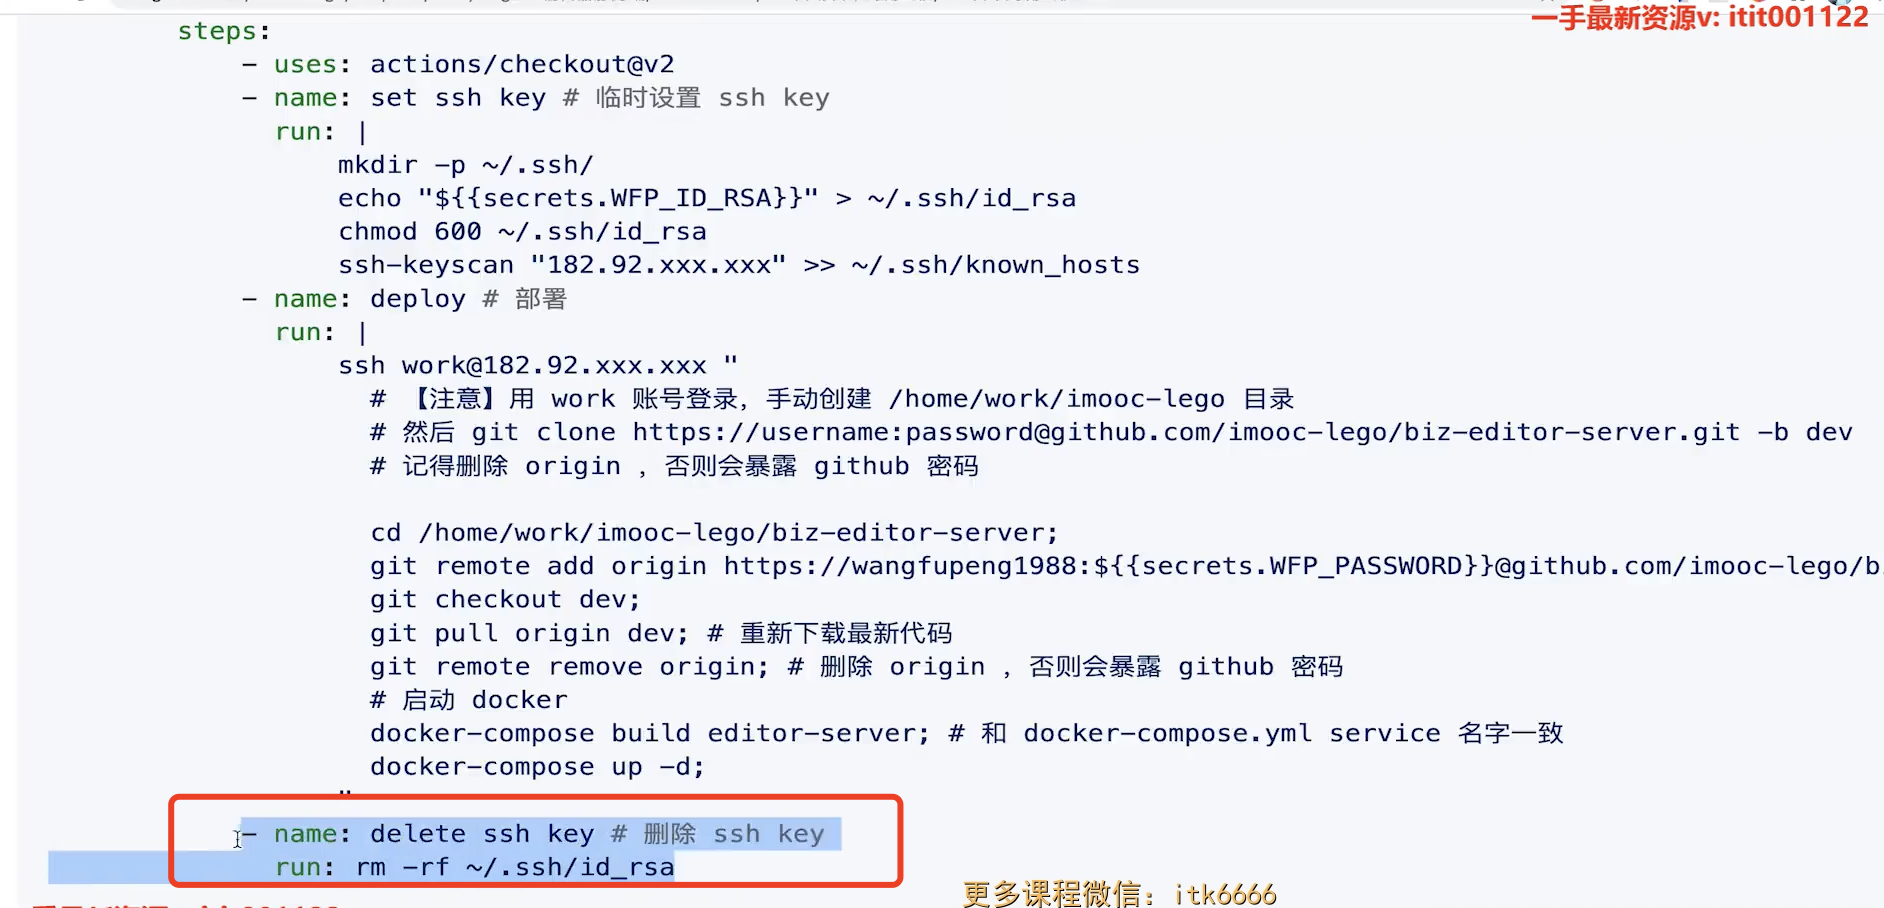 一手最新资源v: itit001122
steps:
- uses: actions/checkout@v2
- name: set ssh key # 临时设置 ssh key
run: |
mkdir -p ~/.ssh/
echo "${{secrets.WFP_ID_RSA}}" > ~/.ssh/id_rsa
chmod 600 ~/.ssh/id_rsa
ssh-keyscan "182.92.xxx.xxx" >> ~/.ssh/known_hosts
- name: deploy # 部署
run: |
ssh work@182.92.xxx.xxx "
# 【注意】用 work 账号登录，手动创建 /home/work/imooc-lego 目录
# 然后 git clone https://username:password@github.com/imooc-lego/biz-editor-server.git -b dev
# 记得删除 origin ，否则会暴露 github 密码
cd /home/work/imooc-lego/biz-editor-server;
git remote add origin https://wangfupeng1988:${{secrets.WFP_PASSWORD}}@github.com/imooc-lego/b
git checkout dev;
git pull origin dev; # 重新下载最新代码
git remote remove origin; # 删除 origin ，否则会暴露 github 密码
# 启动 docker
docker-compose build editor-server; # 和 docker-compose.yml service 名字一致
docker-compose up -d;
"
- name: delete ssh key # 删除 ssh key
run: rm -rf ~/.ssh/id_rsa
更多课程微信：itk6666